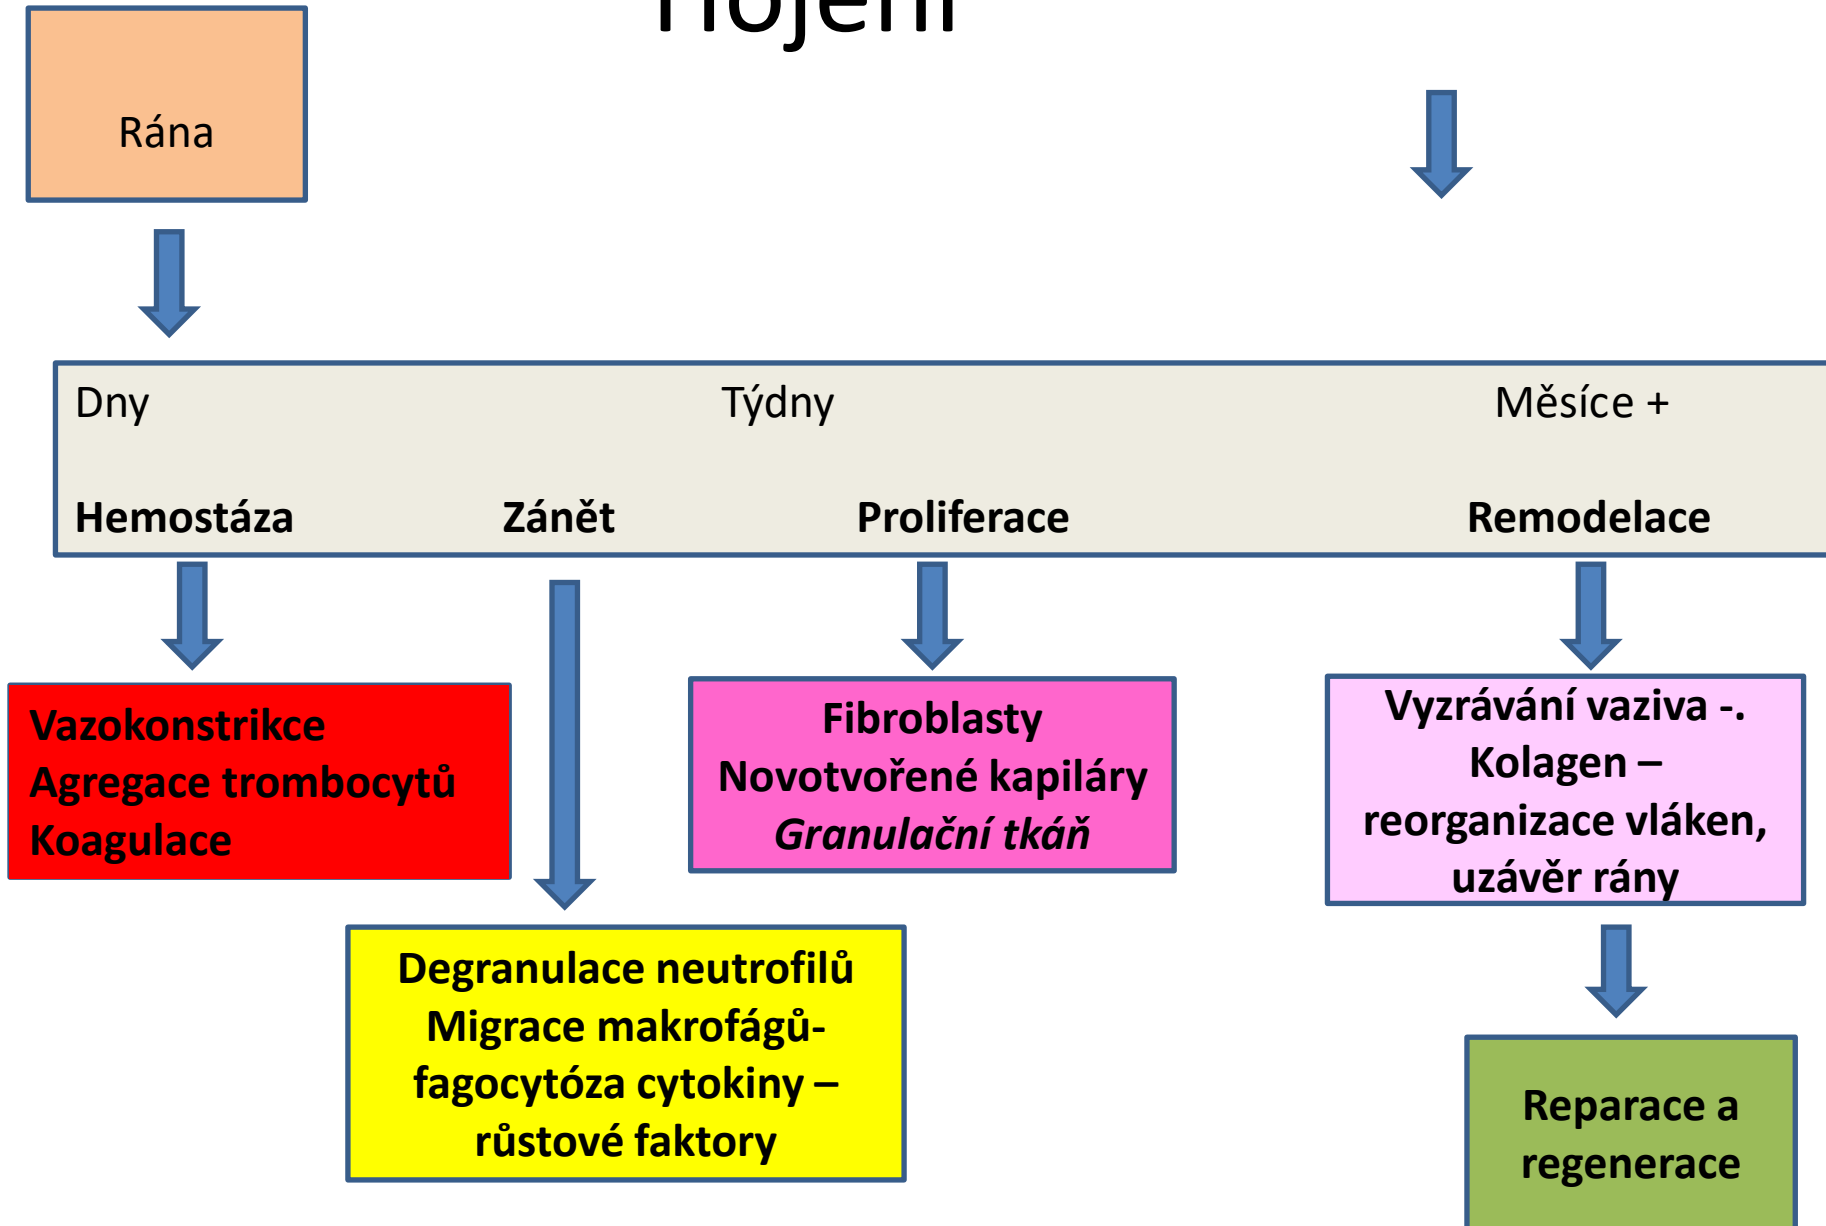 Hojení
Rána
Dny Týdny Měsíce +
Hemostáza Zánět Proliferace Remodelace
Vazokonstrikce
Agregace trombocytů
Koagulace
Fibroblasty
Novotvořené kapiláry
Granulační tkáň
Vyzrávání vaziva -.
Kolagen –
reorganizace vláken,
uzávěr rány
Degranulace neutrofilů
Migrace makrofágů-
fagocytóza cytokiny –
růstové faktory
Reparace a
regenerace